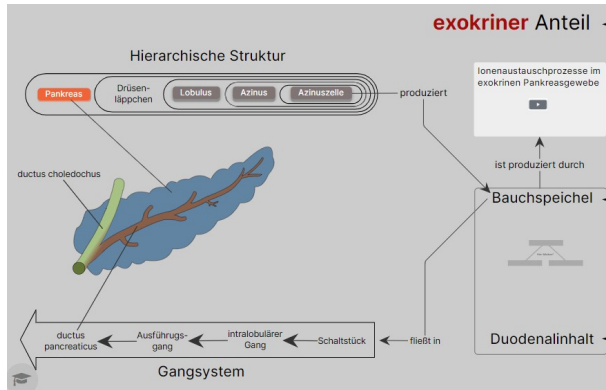 exokriner Anteil
Hierarchische Struktur
Pankreas
Drüsen-
läppchen
Lobulus
Azinus
Azinuszelle
produziert
Ionenaustauschprozesse im
exokrinen Pankreasgewebe
ist produziert durch
ductus choledochus
Bauchspeichel
Duodenalinhalt
fließt in
Schaltstück
intralobulärer
Gang
Ausführungs-
gang
ductus
pancreaticus
Gangsystem